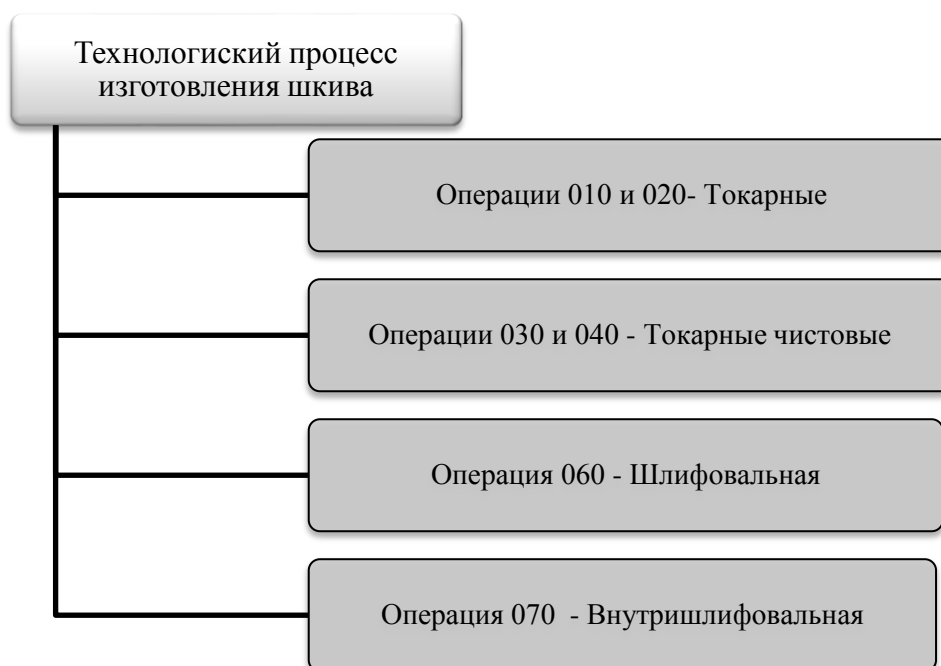 Технологиский процесс
изготовления шкива
Операции 010 и 020- Токарные
Операции 030 и 040 - Токарные чистовые
Операция 060 - Шлифовальная
Операция 070  - Внутришлифовальная